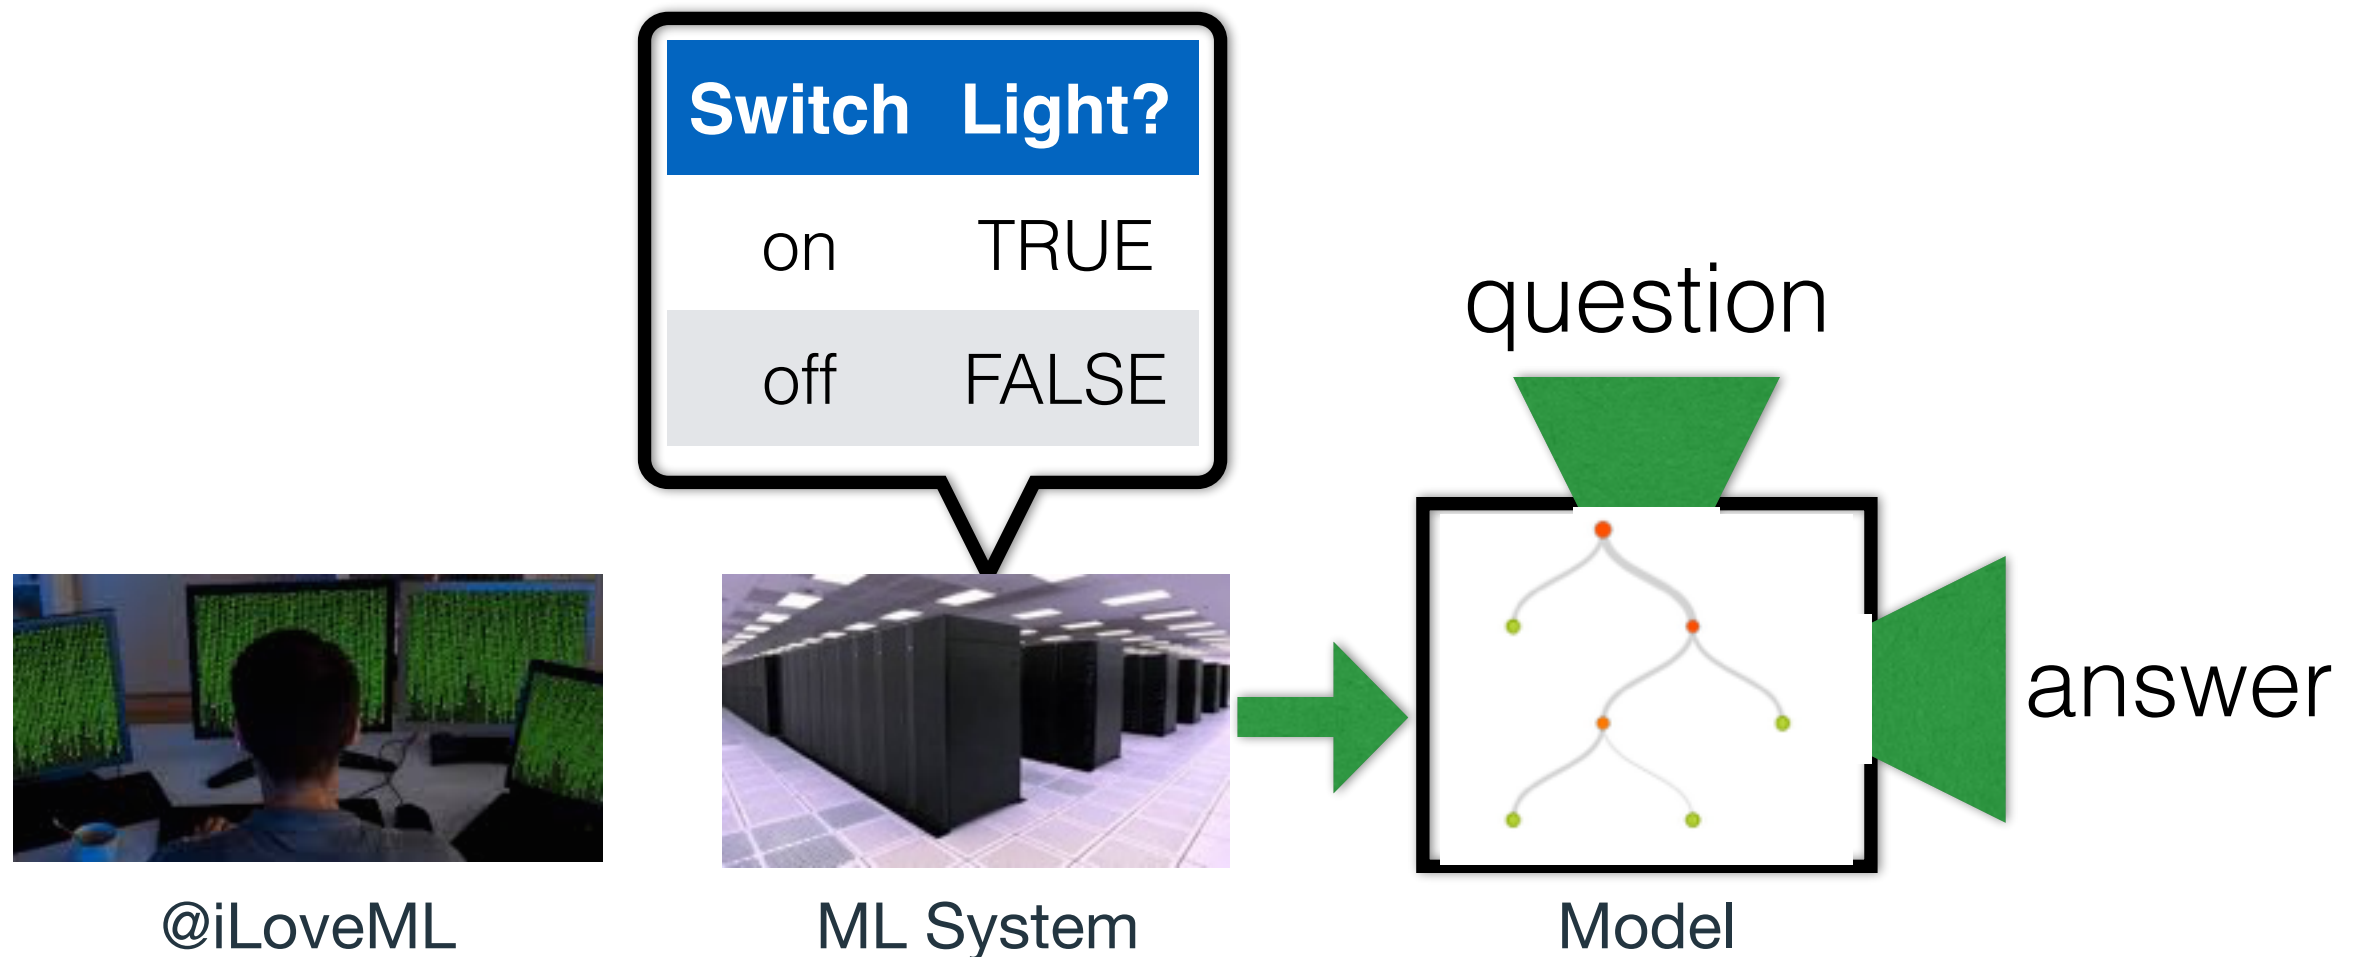 Switch Light?
on TRUE
off FALSE
question
answer
@iLoveML
ML System
Model